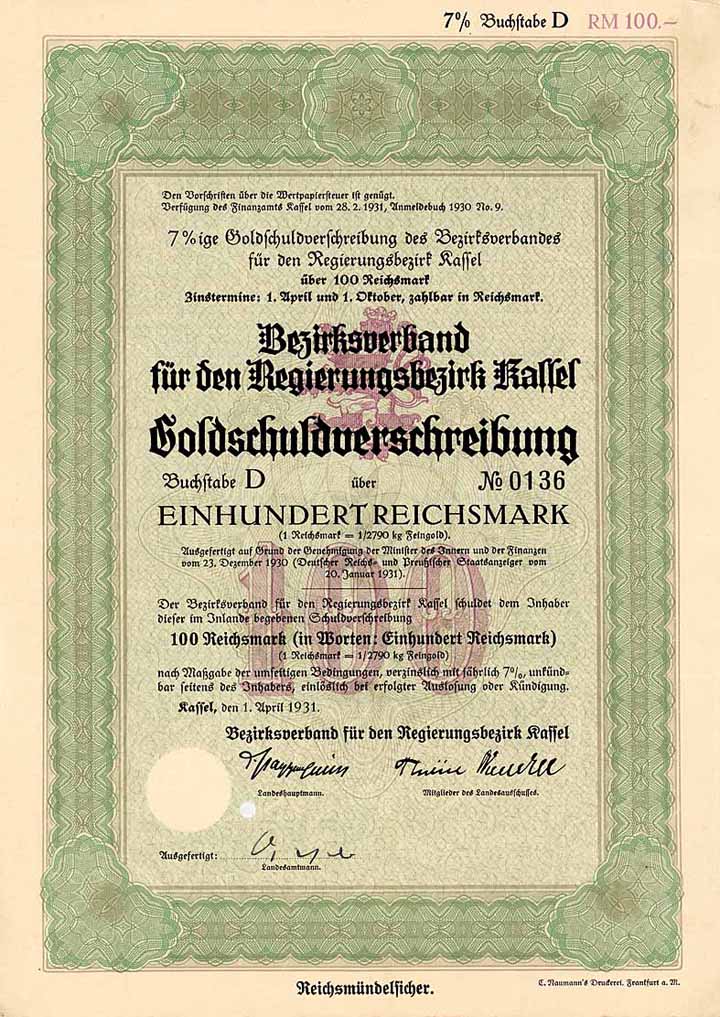 7% Buchstabe D RM 100.—
Den Vorschriften über die Wertpapiersteuer ist genügt.
Verfügung des Finanzamts Kassel vom 28. 2. 1931, Anmeldebuch 1930 No. 9.
7%ige Goldschuldverschreibung des Bezirksverbandes
für den Regierungsbezirk Kassel
über 100 Reichsmark
Zinstermine: 1. April und 1. Oktober, zahlbar in Reichsmark.
Bezirksverband
für den Regierungsbezirk Kassel
Goldschuldverschreibung
Buchstabe D über № 0136
EINHUNDERT REICHSMARK
(1 Reichsmark = 1/2790 kg Feingold).
Ausgefertigt auf Grund der Genehmigung der Minister des Innern und der Finanzen
vom 23. Dezember 1930 (Deutscher Reichs- und Preußischer Staatsanzeiger vom
20. Januar 1931).
100
Der Bezirksverband für den Regierungsbezirk Kassel schuldet dem Inhaber
dieser im Inlande begebenen Schuldverschreibung
100 Reichsmark (in Worten: Einhundert Reichsmark)
(1 Reichsmark = 1/2790 kg Feingold)
nach Maßgabe der umseitigen Bedingungen, verzinslich mit jährlich 7%, unkünd-
bar seitens des Inhabers, einlöslich bei erfolgter Auslosung oder Kündigung.
Kassel, den 1. April 1931.
Bezirksverband für den Regierungsbezirk Kassel
Landeshauptmann. Mitglieder des Landesausschusses.
Ausgefertigt:
Landesamtmann.
Reichsmündelsicher.
C. Naumann's Druckerei. Frankfurt a. M.